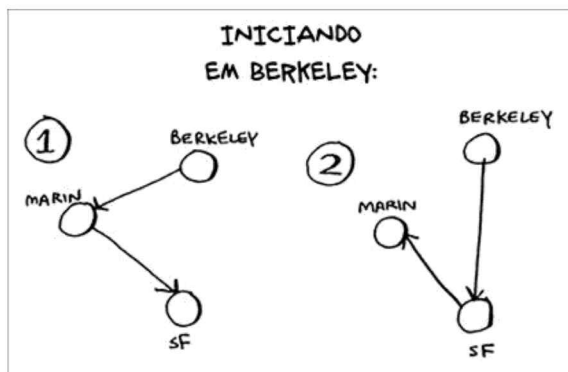 INICIANDO
EM BERKELEY:
1
BERKELEY
MARIN
SF
2
BERKELEY
MARIN
SF